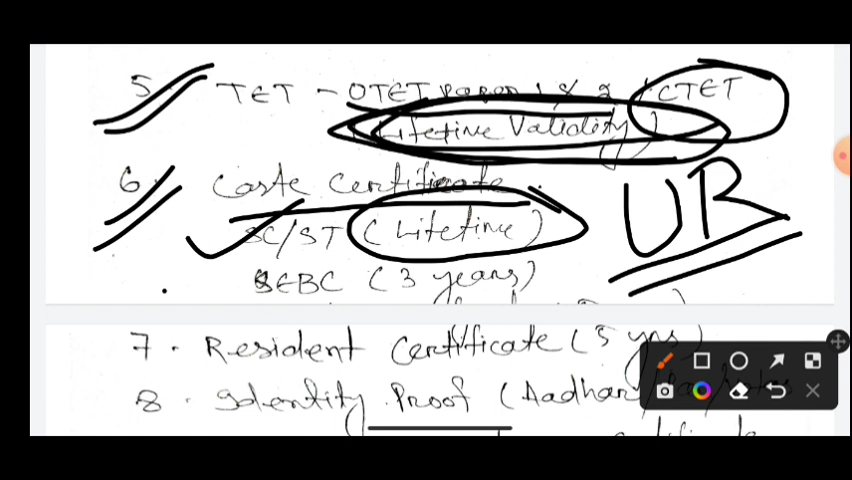 5. TET - OTET Paper 1 & 2 / CTET
(Lifetime Validity)
6. Caste Certificate
SC/ST (Lifetime)
UR
SEBC (3 years)
7. Resident Certificate (5 yrs)
8. Identity Proof (Aadhar/